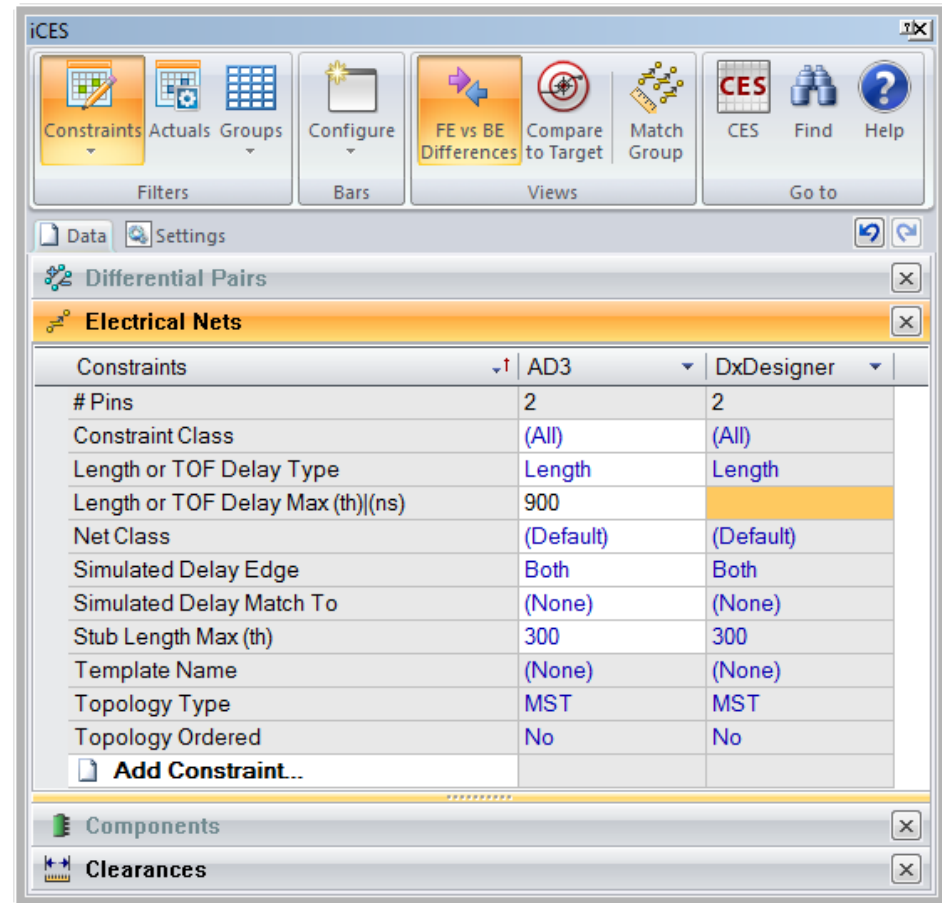 iCES
Constraints Actuals Groups Configure FE vs BE Differences Compare to Target Match Group CES CES Find Help
Filters Bars Views Go to
Data Settings
Differential Pairs
Electrical Nets
Constraints AD3 DxDesigner
# Pins 2 2
Constraint Class (All) (All)
Length or TOF Delay Type Length Length
Length or TOF Delay Max (th)|(ns) 900
Net Class (Default) (Default)
Simulated Delay Edge Both Both
Simulated Delay Match To (None) (None)
Stub Length Max (th) 300 300
Template Name (None) (None)
Topology Type MST MST
Topology Ordered No No
Add Constraint...
Components
Clearances